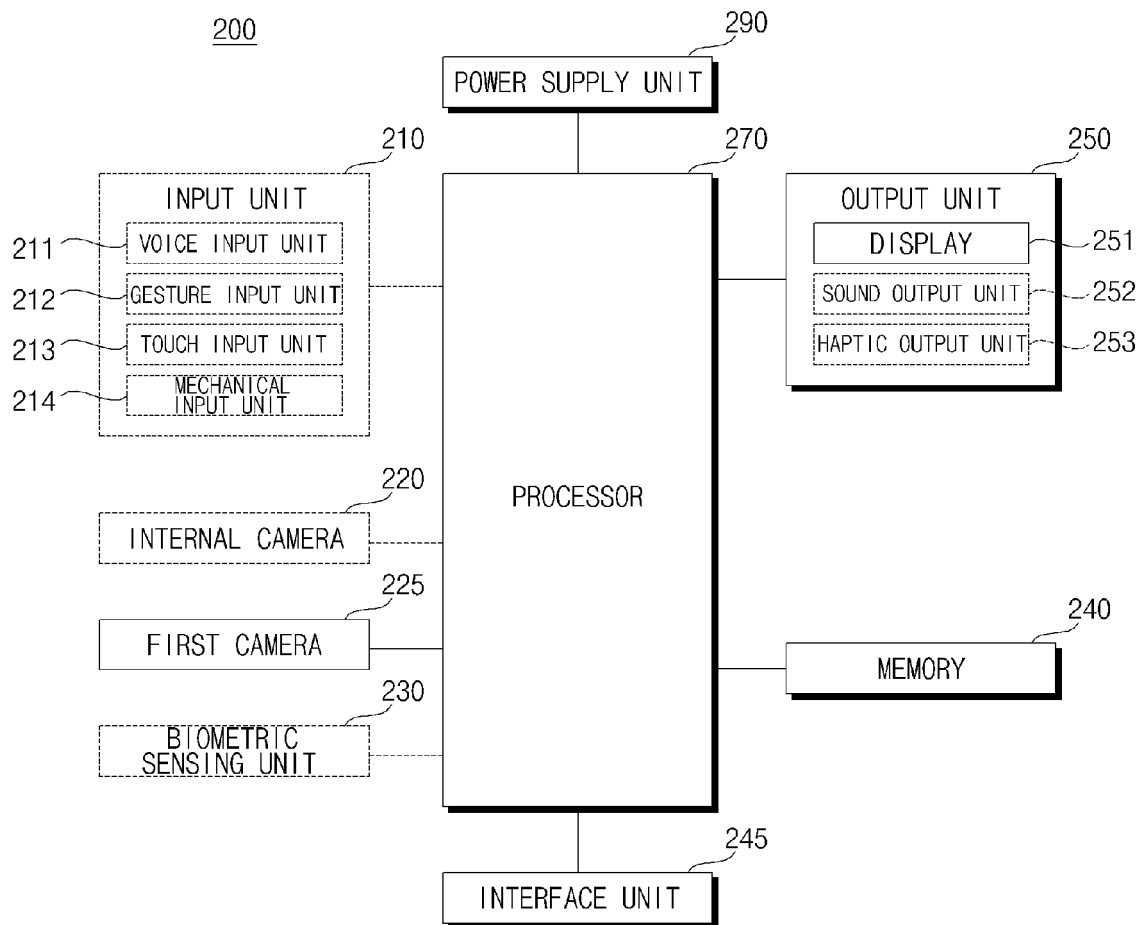 200
290
POWER SUPPLY UNIT
210
INPUT UNIT
211
VOICE INPUT UNIT
212
GESTURE INPUT UNIT
213
TOUCH INPUT UNIT
214
MECHANICAL
INPUT UNIT
270
PROCESSOR
250
OUTPUT UNIT
DISPLAY
251
SOUND OUTPUT UNIT
252
HAPTIC OUTPUT UNIT
253
220
INTERNAL CAMERA
225
FIRST CAMERA
230
BIOMETRIC
SENSING UNIT
240
MEMORY
245
INTERFACE UNIT